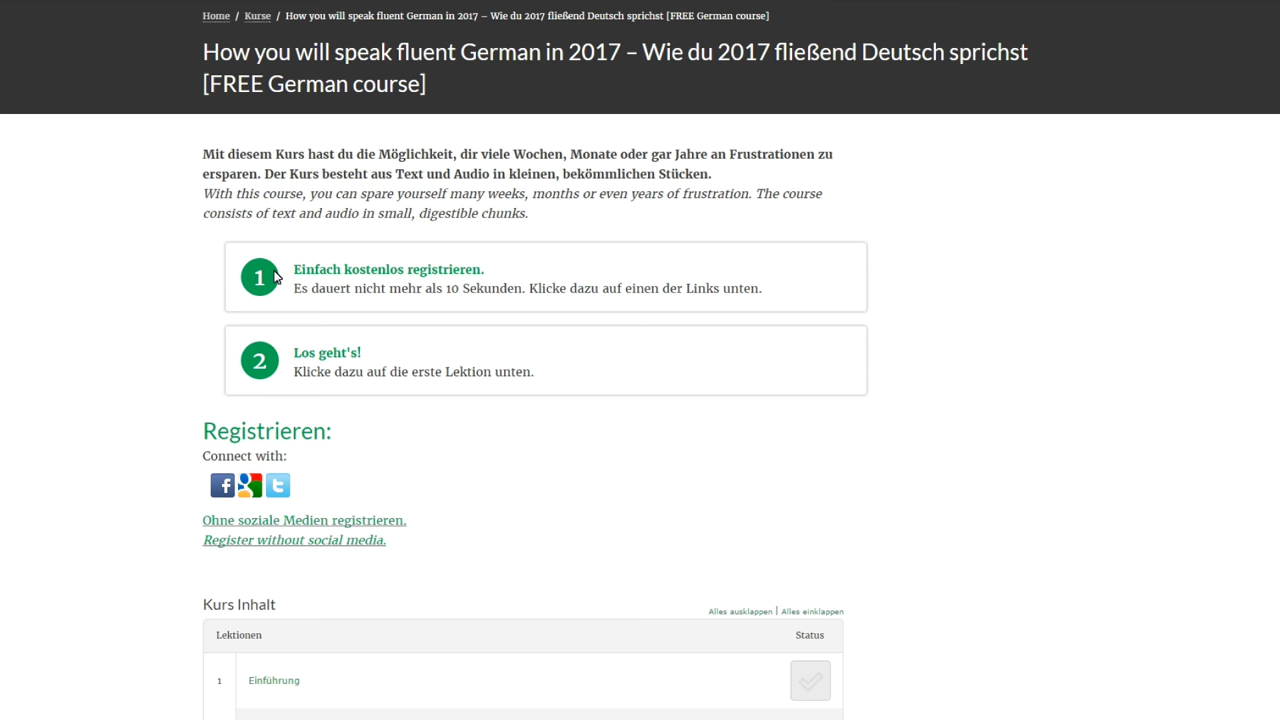 Home / Kurse / How you will speak fluent German in 2017 – Wie du 2017 fließend Deutsch sprichst [FREE German course]
How you will speak fluent German in 2017 – Wie du 2017 fließend Deutsch sprichst
[FREE German course]
Mit diesem Kurs hast du die Möglichkeit, dir viele Wochen, Monate oder gar Jahre an Frustrationen zu
ersparen. Der Kurs besteht aus Text und Audio in kleinen, bekömmlichen Stücken.
With this course, you can spare yourself many weeks, months or even years of frustration. The course
consists of text and audio in small, digestible chunks.
1 Einfach kostenlos registrieren.
Es dauert nicht mehr als 10 Sekunden. Klicke dazu auf einen der Links unten.
2 Los geht's!
Klicke dazu auf die erste Lektion unten.
Registrieren:
Connect with:
Ohne soziale Medien registrieren.
Register without social media.
Kurs Inhalt
Alles ausklappen | Alles einklappen
Lektionen Status
1 Einführung